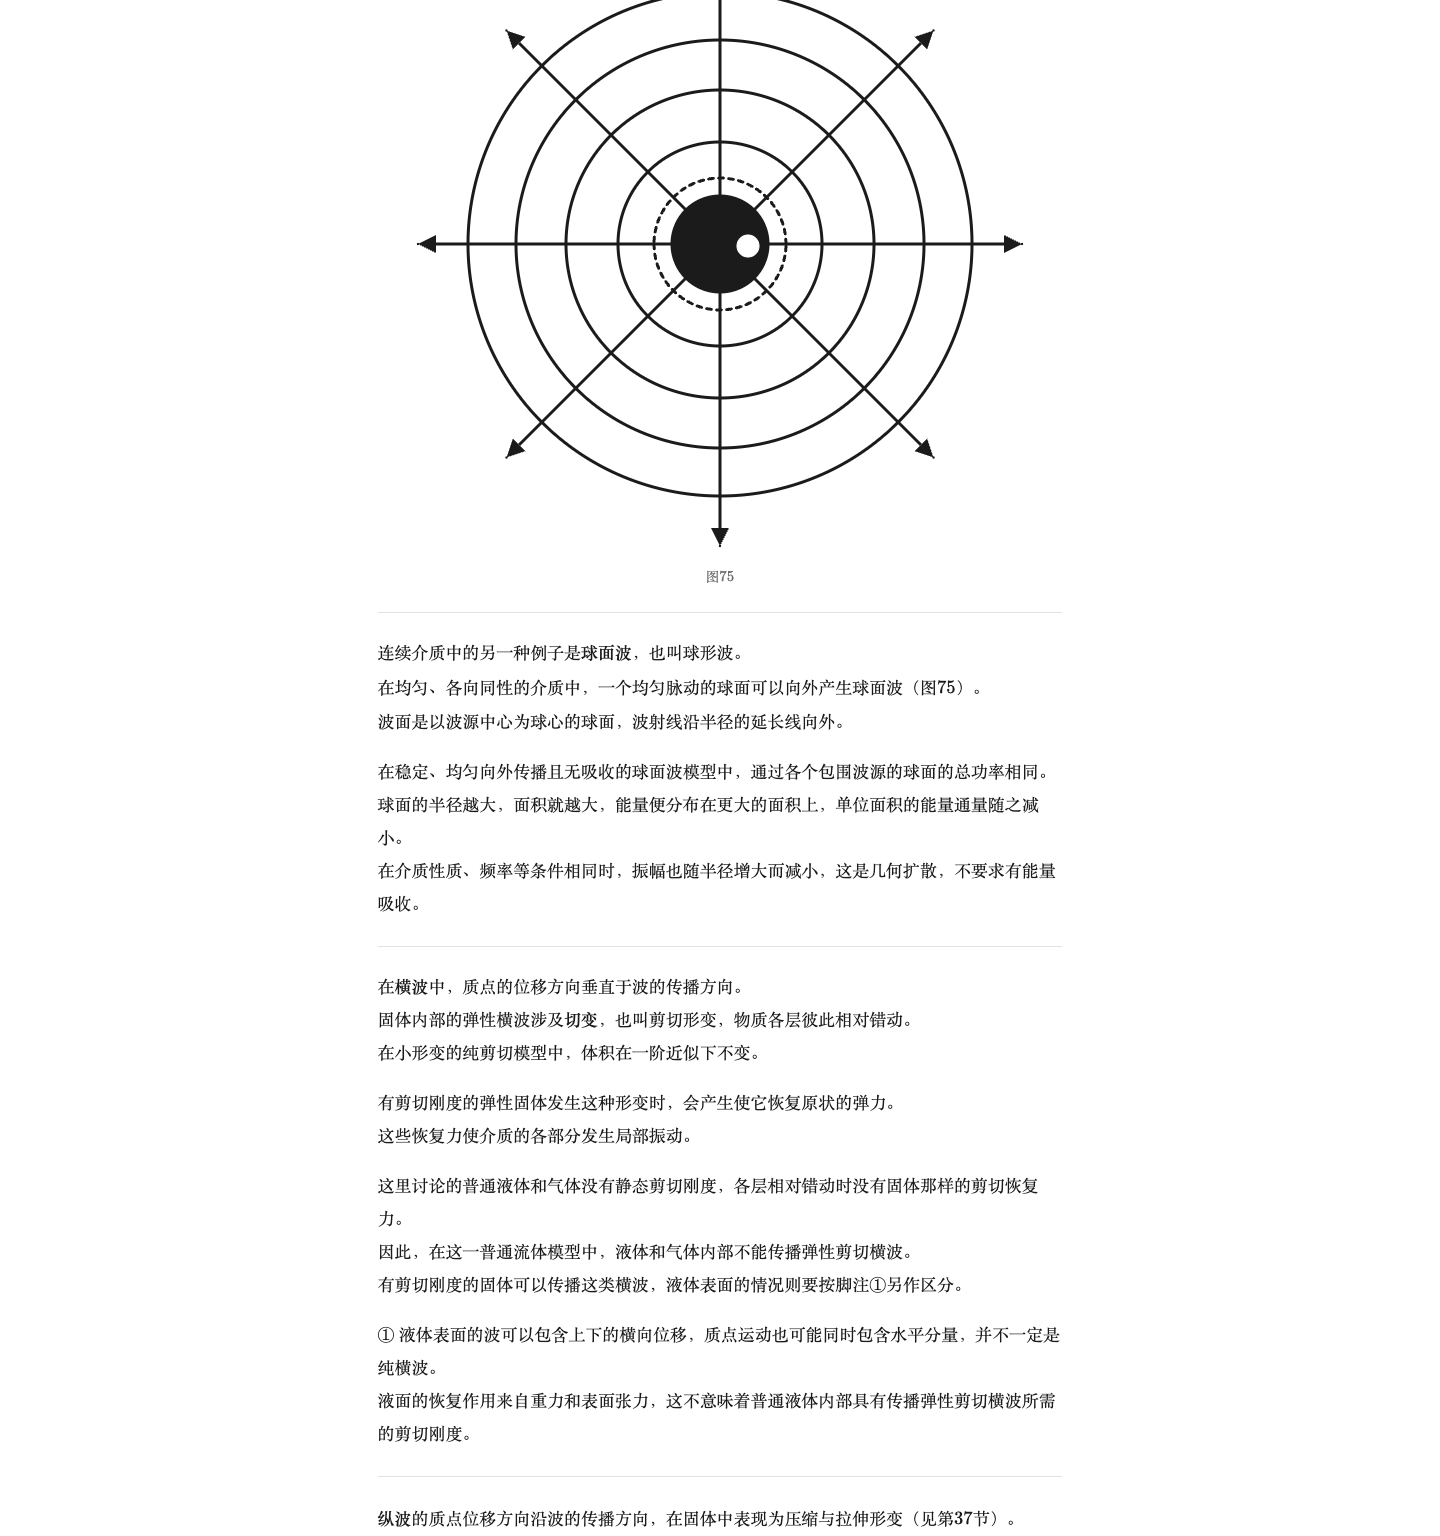 图75
连续介质中的另一种例子是球面波，也叫球形波。
在均匀、各向同性的介质中，一个均匀脉动的球面可以向外产生球面波（图75）。
波面是以波源中心为球心的球面，波射线沿半径的延长线向外。
在稳定、均匀向外传播且无吸收的球面波模型中，通过各个包围波源的球面的总功率相同。
球面的半径越大，面积就越大，能量便分布在更大的面积上，单位面积的能量通量随之减
小。
在介质性质、频率等条件相同时，振幅也随半径增大而减小，这是几何扩散，不要求有能量
吸收。
在横波中，质点的位移方向垂直于波的传播方向。
固体内部的弹性横波涉及切变，也叫剪切形变，物质各层彼此相对错动。
在小形变的纯剪切模型中，体积在一阶近似下不变。
有剪切刚度的弹性固体发生这种形变时，会产生使它恢复原状的弹力。
这些恢复力使介质的各部分发生局部振动。
这里讨论的普通液体和气体没有静态剪切刚度，各层相对错动时没有固体那样的剪切恢复
力。
因此，在这一普通流体模型中，液体和气体内部不能传播弹性剪切横波。
有剪切刚度的固体可以传播这类横波，液体表面的情况则要按脚注①另作区分。
① 液体表面的波可以包含上下的横向位移，质点运动也可能同时包含水平分量，并不一定是
纯横波。
液面的恢复作用来自重力和表面张力，这不意味着普通液体内部具有传播弹性剪切横波所需
的剪切刚度。
纵波的质点位移方向沿波的传播方向，在固体中表现为压缩与拉伸形变（见第37节）。